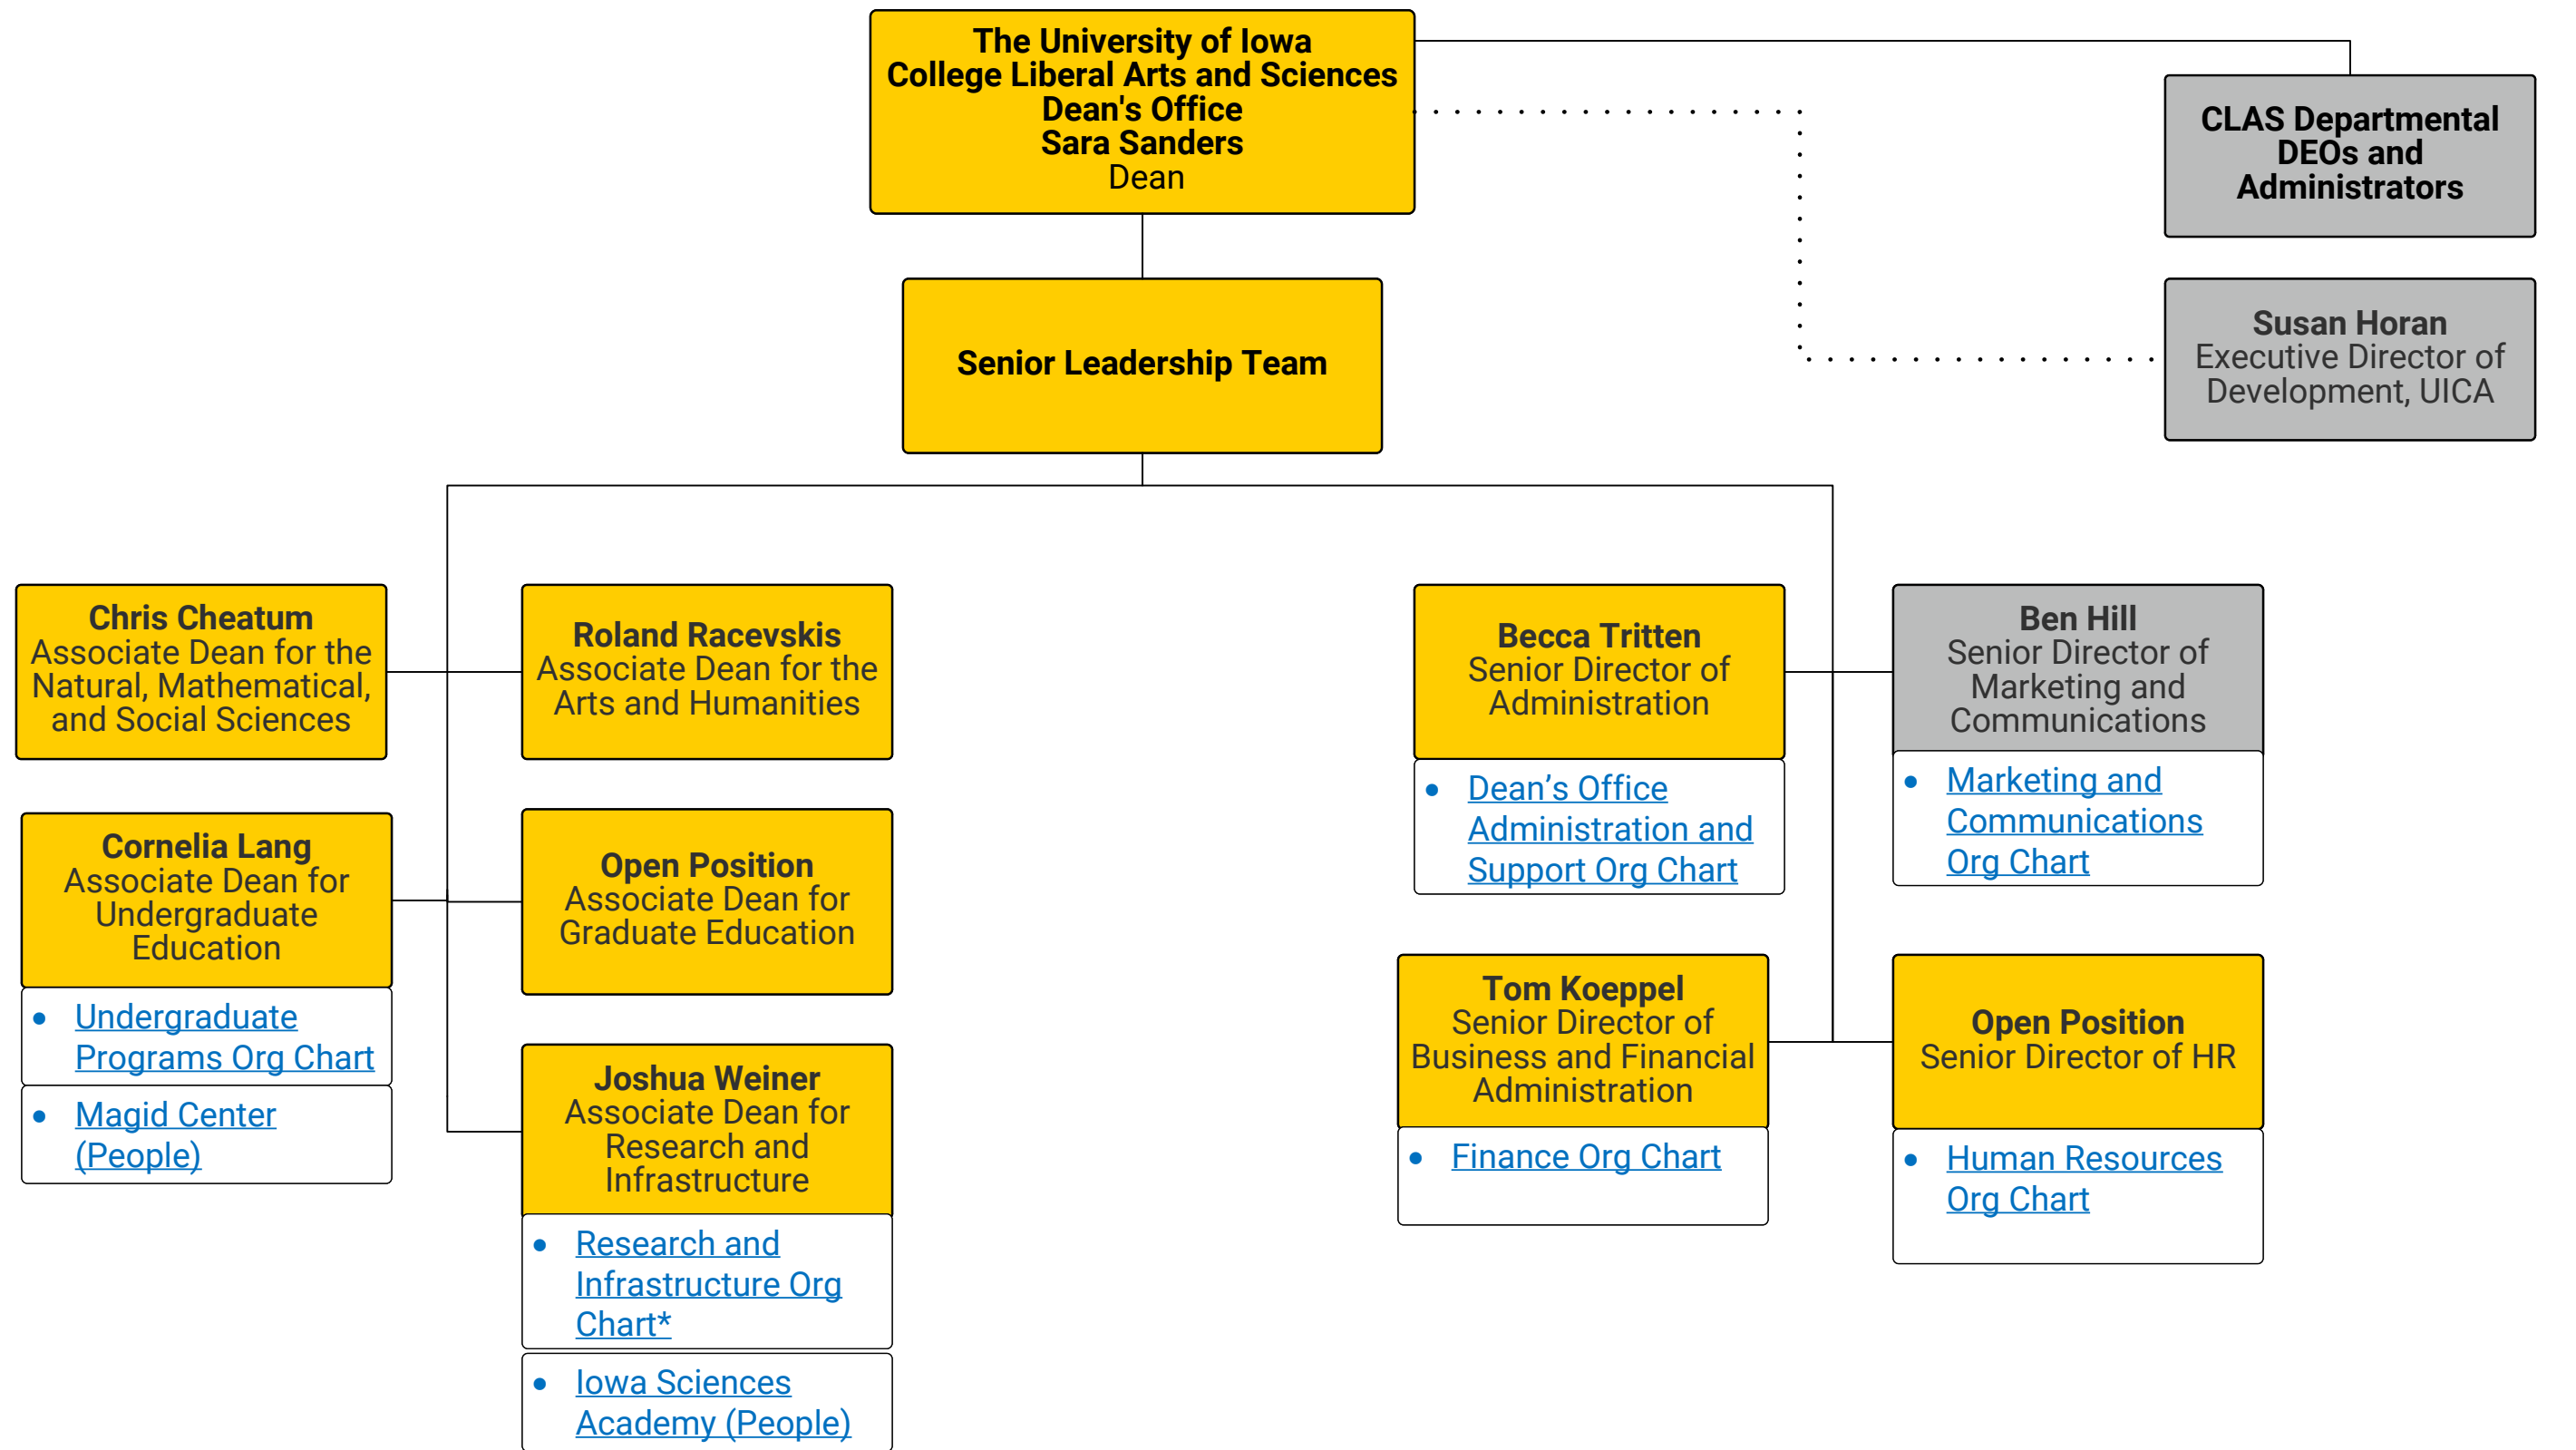 The University of Iowa
College Liberal Arts and Sciences
Dean's Office
Sara Sanders
Dean
CLAS Departmental
DEOs and
Administrators
Senior Leadership Team
Susan Horan
Executive Director of
Development, UICA
Chris Cheatum
Associate Dean for the
Natural, Mathematical,
and Social Sciences
Roland Racevskis
Associate Dean for the
Arts and Humanities
Cornelia Lang
Associate Dean for
Undergraduate
Education
• Undergraduate
Programs Org Chart
• Magid Center
(People)
Open Position
Associate Dean for
Graduate Education
Joshua Weiner
Associate Dean for
Research and
Infrastructure
• Research and
Infrastructure Org
Chart*
• Iowa Sciences
Academy (People)
Becca Tritten
Senior Director of
Administration
• Dean’s Office
Administration and
Support Org Chart
Ben Hill
Senior Director of
Marketing and
Communications
• Marketing and
Communications
Org Chart
Tom Koeppel
Senior Director of
Business and Financial
Administration
• Finance Org Chart
Open Position
Senior Director of HR
• Human Resources
Org Chart